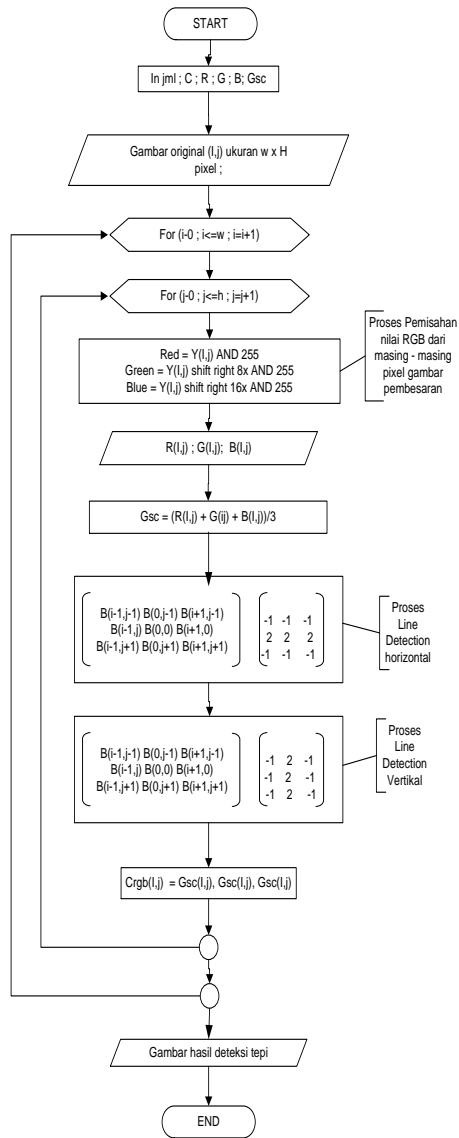 START
In jml ; C ; R ; G ; B; Gsc
Gambar original (I,j) ukuran w x H
pixel ;
For (i-0 ; i<=w ; i=i+1)
For (j-0 ; j<=h ; j=j+1)
Red = Y(I,j) AND 255
Green = Y(I,j) shift right 8x AND 255
Blue = Y(I,j) shift right 16x AND 255
Proses Pemisahan
nilai RGB dari
masing - masing
pixel gambar
pembesaran
R(I,j) ; G(I,j); B(I,j)
Gsc = (R(I,j) + G(ij) + B(I,j))/3
B(i-1,j-1) B(0,j-1) B(i+1,j-1)
B(i-1,j) B(0,0) B(i+1,0)
B(i-1,j+1) B(0,j+1) B(i+1,j+1)
-1 -1 -1
2 2 2
-1 -1 -1
Proses
Line
Detection
horizontal
B(i-1,j-1) B(0,j-1) B(i+1,j-1)
B(i-1,j) B(0,0) B(i+1,0)
B(i-1,j+1) B(0,j+1) B(i+1,j+1)
-1 2 -1
-1 2 -1
-1 2 -1
Proses
Line
Detection
Vertikal
Crgb(I,j) = Gsc(I,j), Gsc(I,j), Gsc(I,j)
Gambar hasil deteksi tepi
END